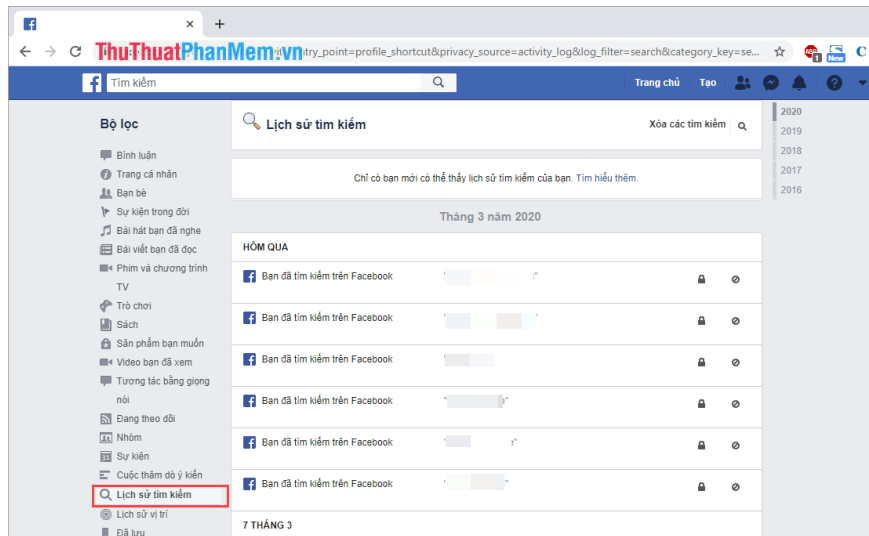 ThuThuatPhanMem.vn
try_point=profile_shortcut&privacy_source=activity_log&log_filter=search&category_key=se...
ABP
1
New
Tìm kiếm
Trang chủ
Tạo
Bộ lọc
Bình luận
Trang cá nhân
Bạn bè
Sự kiện trong đời
Bài hát bạn đã nghe
Bài viết bạn đã đọc
Phim và chương trình
TV
Trò chơi
Sách
Sản phẩm bạn muốn
Video bạn đã xem
Tương tác bằng giọng
nói
Đang theo dõi
Nhóm
Sự kiện
Cuộc thăm dò ý kiến
Lịch sử tìm kiếm
Lịch sử vị trí
Đã lưu
Lịch sử tìm kiếm
Xóa các tìm kiếm
Chỉ có bạn mới có thể thấy lịch sử tìm kiếm của bạn. Tìm hiểu thêm.
Tháng 3 năm 2020
HÔM QUA
Bạn đã tìm kiếm trên Facebook
Bạn đã tìm kiếm trên Facebook
Bạn đã tìm kiếm trên Facebook
Bạn đã tìm kiếm trên Facebook
Bạn đã tìm kiếm trên Facebook
Bạn đã tìm kiếm trên Facebook
7 THÁNG 3
2020
2019
2018
2017
2016